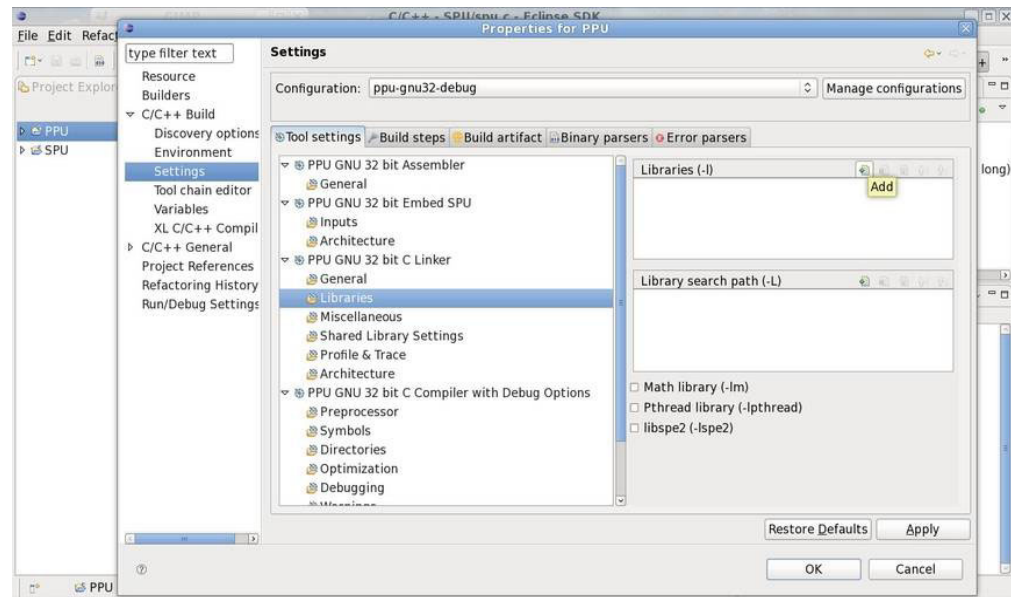 C/C++ - SPU/spu.c - Eclipse SDK
Properties for PPU
File Edit Refac
type filter text
Settings
Resource
Builders
C/C++ Build
Discovery options
Environment
Settings
Tool chain editor
Variables
XL C/C++ Compil
C/C++ General
Project References
Refactoring History
Run/Debug Settings
Project Explor
PPU
SPU
Configuration: ppu-gnu32-debug Manage configurations
Tool settings Build steps Build artifact Binary parsers Error parsers
PPU GNU 32 bit Assembler
General
PPU GNU 32 bit Embed SPU
Inputs
Architecture
PPU GNU 32 bit C Linker
General
Libraries
Miscellaneous
Shared Library Settings
Profile & Trace
Architecture
PPU GNU 32 bit C Compiler with Debug Options
Preprocessor
Symbols
Directories
Optimization
Debugging
Warnings
Libraries (-l)
Add
Library search path (-L)
Math library (-lm)
Pthread library (-lpthread)
libspe2 (-lspe2)
long)
Restore Defaults Apply
OK Cancel
PPU